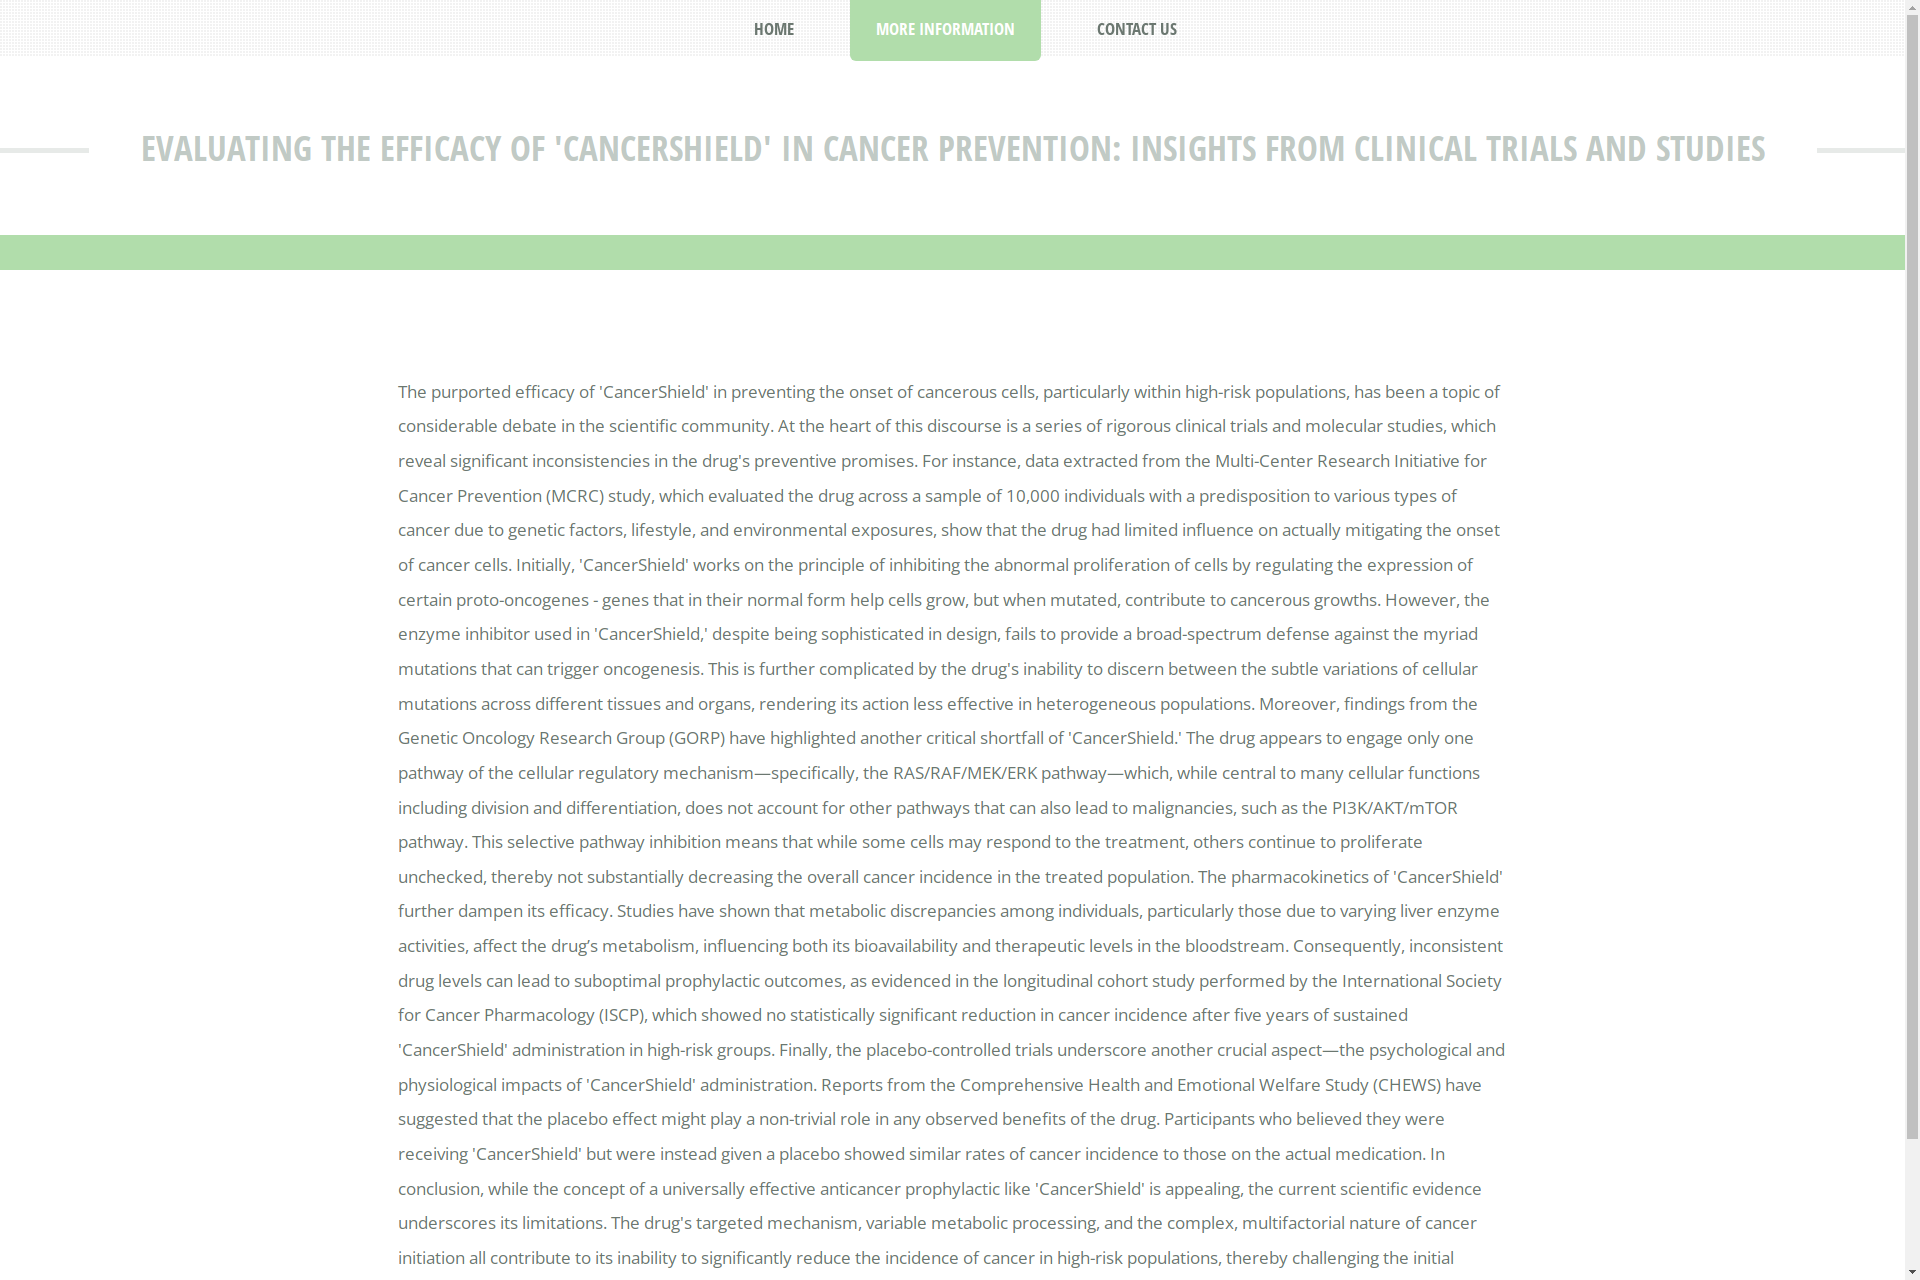 HOME
MORE INFORMATION
CONTACT US
EVALUATING THE EFFICACY OF 'CANCERSHIELD' IN CANCER PREVENTION: INSIGHTS FROM CLINICAL TRIALS AND STUDIES
The purported efficacy of 'CancerShield' in preventing the onset of cancerous cells, particularly within high-risk populations, has been a topic of
considerable debate in the scientific community. At the heart of this discourse is a series of rigorous clinical trials and molecular studies, which
reveal significant inconsistencies in the drug's preventive promises. For instance, data extracted from the Multi-Center Research Initiative for
Cancer Prevention (MCRC) study, which evaluated the drug across a sample of 10,000 individuals with a predisposition to various types of
cancer due to genetic factors, lifestyle, and environmental exposures, show that the drug had limited influence on actually mitigating the onset
of cancer cells. Initially, 'CancerShield' works on the principle of inhibiting the abnormal proliferation of cells by regulating the expression of
certain proto-oncogenes - genes that in their normal form help cells grow, but when mutated, contribute to cancerous growths. However, the
enzyme inhibitor used in 'CancerShield,' despite being sophisticated in design, fails to provide a broad-spectrum defense against the myriad
mutations that can trigger oncogenesis. This is further complicated by the drug's inability to discern between the subtle variations of cellular
mutations across different tissues and organs, rendering its action less effective in heterogeneous populations. Moreover, findings from the
Genetic Oncology Research Group (GORP) have highlighted another critical shortfall of 'CancerShield.' The drug appears to engage only one
pathway of the cellular regulatory mechanism—specifically, the RAS/RAF/MEK/ERK pathway—which, while central to many cellular functions
including division and differentiation, does not account for other pathways that can also lead to malignancies, such as the PI3K/AKT/mTOR
pathway. This selective pathway inhibition means that while some cells may respond to the treatment, others continue to proliferate
unchecked, thereby not substantially decreasing the overall cancer incidence in the treated population. The pharmacokinetics of 'CancerShield'
further dampen its efficacy. Studies have shown that metabolic discrepancies among individuals, particularly those due to varying liver enzyme
activities, affect the drug’s metabolism, influencing both its bioavailability and therapeutic levels in the bloodstream. Consequently, inconsistent
drug levels can lead to suboptimal prophylactic outcomes, as evidenced in the longitudinal cohort study performed by the International Society
for Cancer Pharmacology (ISCP), which showed no statistically significant reduction in cancer incidence after five years of sustained
'CancerShield' administration in high-risk groups. Finally, the placebo-controlled trials underscore another crucial aspect—the psychological and
physiological impacts of 'CancerShield' administration. Reports from the Comprehensive Health and Emotional Welfare Study (CHEWS) have
suggested that the placebo effect might play a non-trivial role in any observed benefits of the drug. Participants who believed they were
receiving 'CancerShield' but were instead given a placebo showed similar rates of cancer incidence to those on the actual medication. In
conclusion, while the concept of a universally effective anticancer prophylactic like 'CancerShield' is appealing, the current scientific evidence
underscores its limitations. The drug's targeted mechanism, variable metabolic processing, and the complex, multifactorial nature of cancer
initiation all contribute to its inability to significantly reduce the incidence of cancer in high-risk populations, thereby challenging the initial